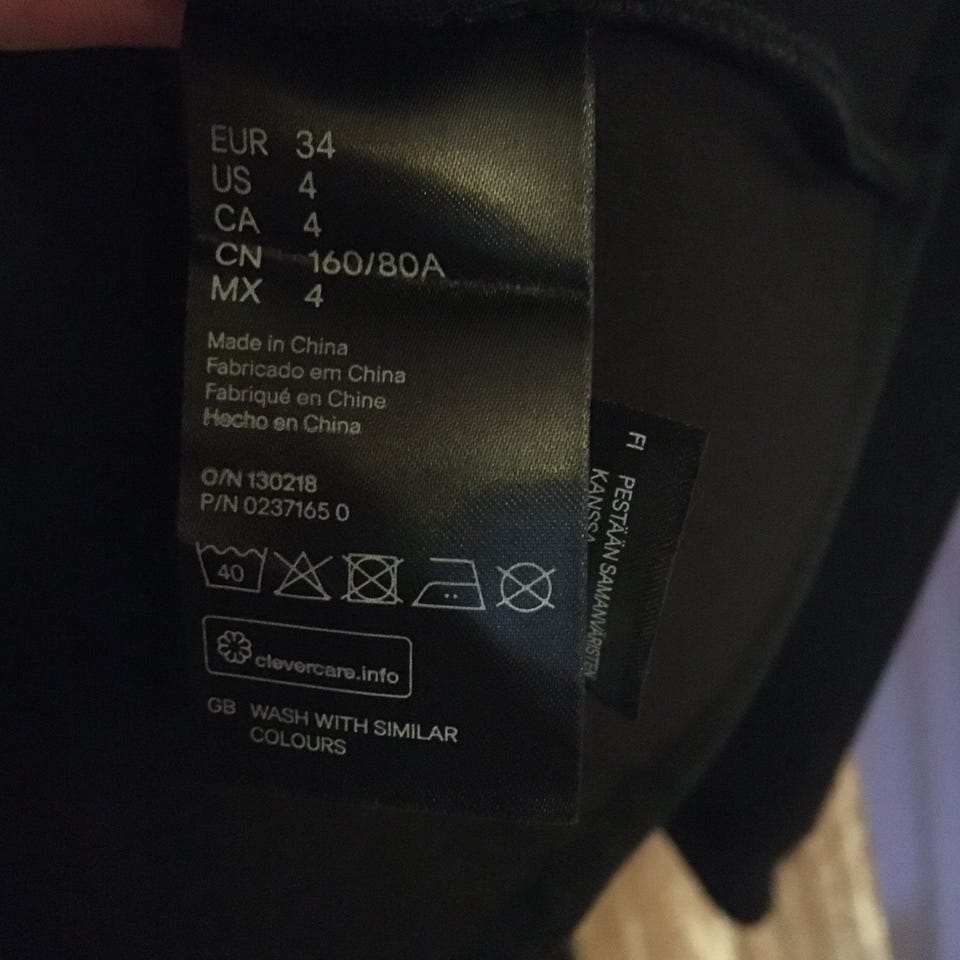 EUR 34
US 4
CA 4
CN 160/80A
MX 4
Made in China
Fabricado em China
Fabriqué en Chine
Hecho en China
O/N 130218
P/N 0237165 0
40
clevercare.info
GB WASH WITH SIMILAR
COLOURS
FI PESTÄÄN SAMANVÄRISTEN
KANSSA